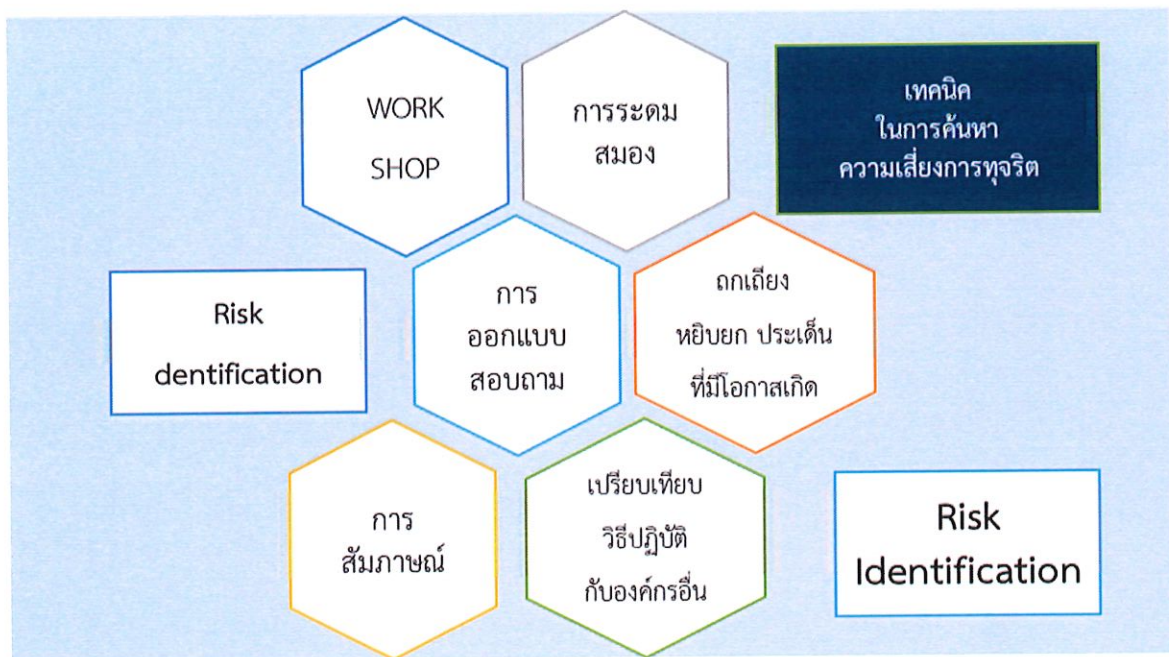 WORK
SHOP
การระดม
สมอง
เทคนิค
ในการค้นหา
ความเสี่ยงการทุจริต
Risk
dentification
การ
ออกแบบ
สอบถาม
ถกเถียง
หยิบยก ประเด็น
ที่มีโอกาสเกิด
การ
สัมภาษณ์
เปรียบเทียบ
วิธีปฏิบัติ
กับองค์กรอื่น
Risk
Identification